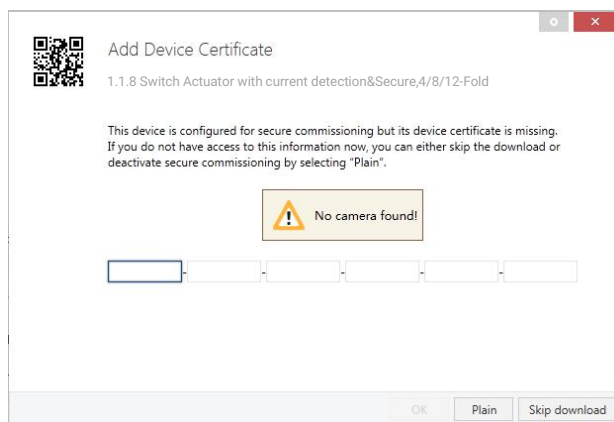 Add Device Certificate
1.1.8 Switch Actuator with current detection&Secure,4/8/12-Fold
This device is configured for secure commissioning but its device certificate is missing.
If you do not have access to this information now, you can either skip the download or
deactivate secure commissioning by selecting "Plain".
No camera found!
- - - - -
OK Plain Skip download